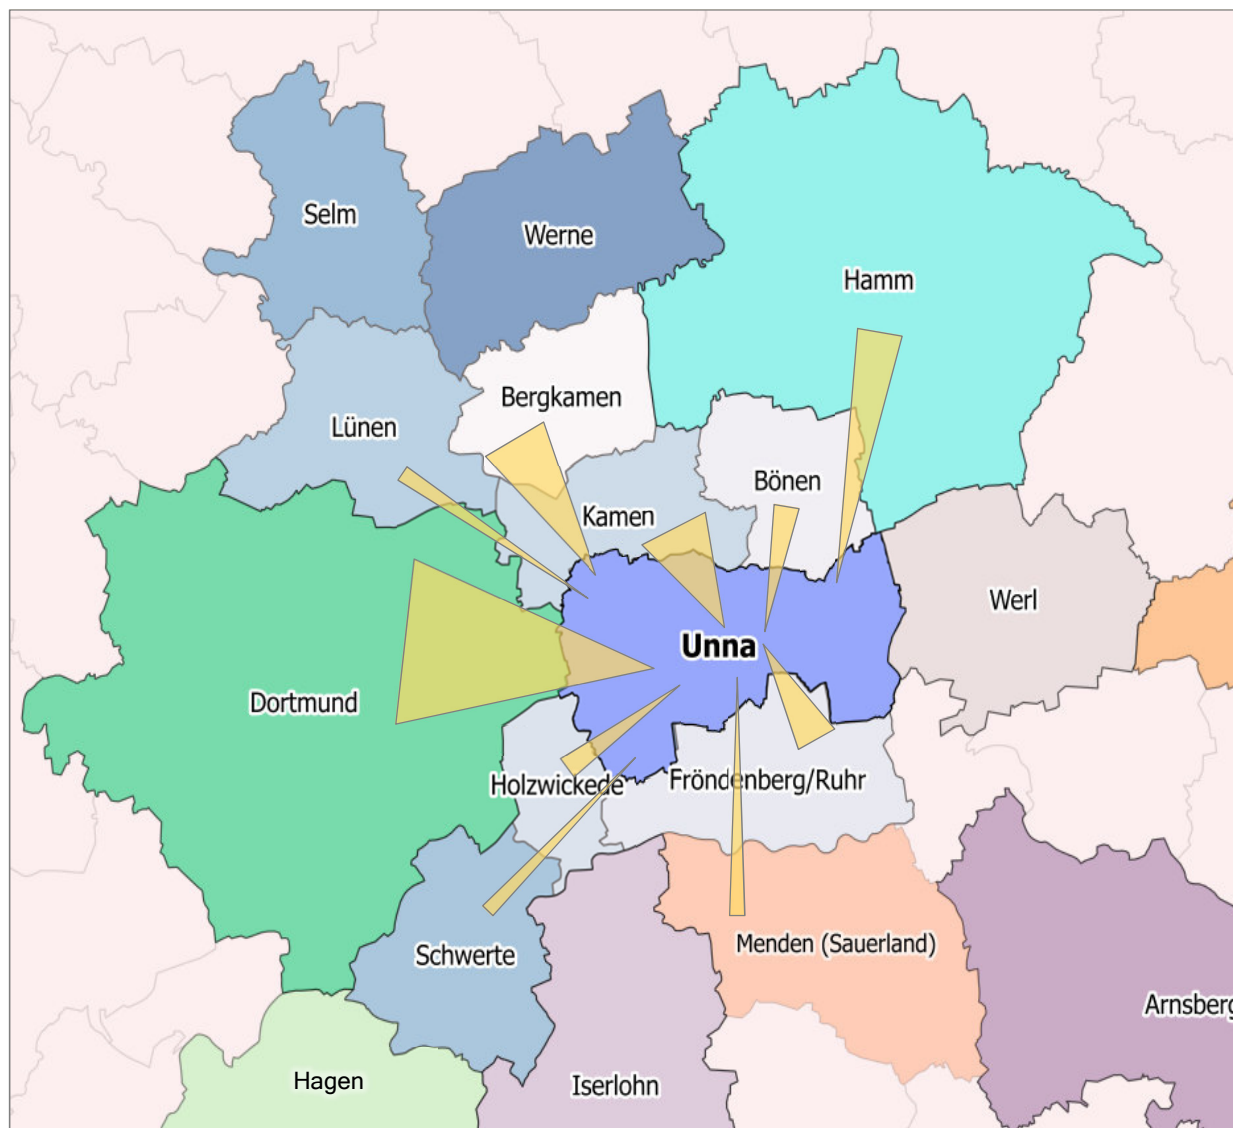 Selm
Werne
Hamm
Bergkamen
Lünen
Bönen
Kamen
Werl
Unna
Dortmund
Holzwickede
Fröndenberg/Ruhr
Menden (Sauerland)
Schwerte
Arnsberg
Hagen
Iserlohn